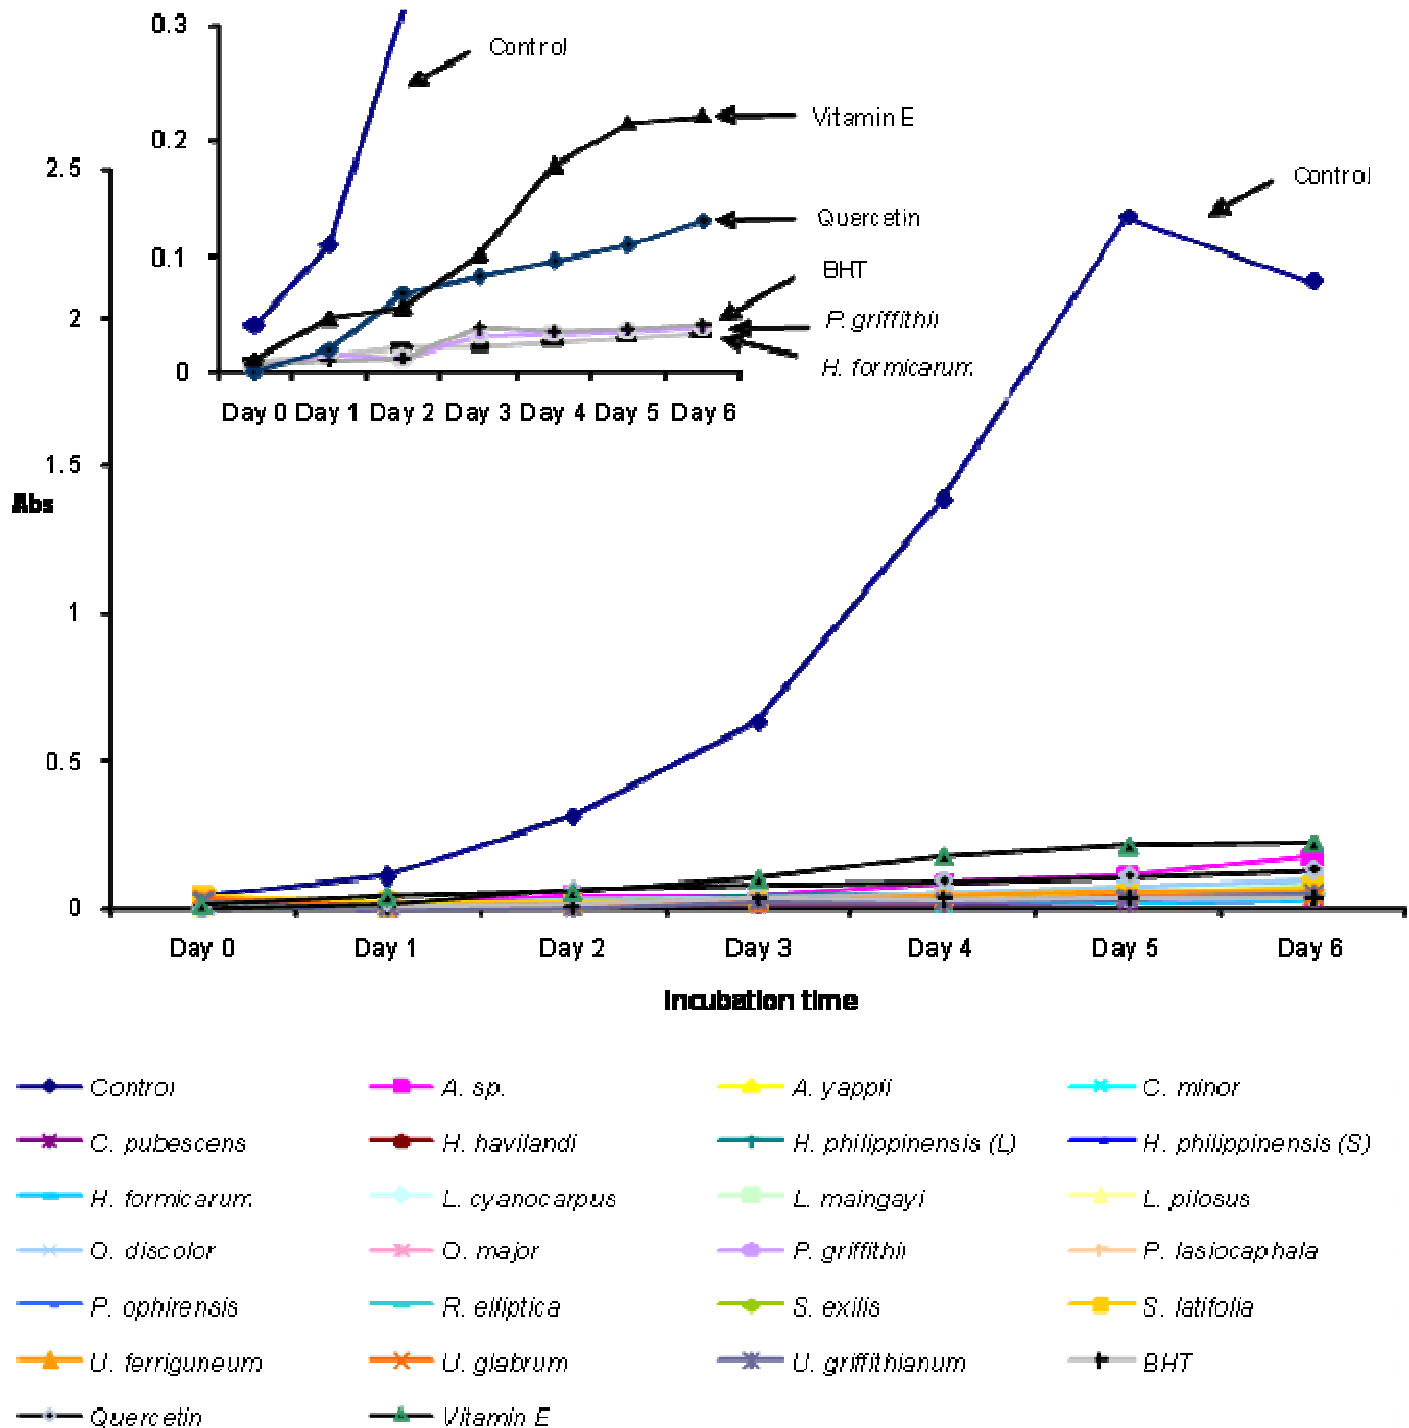 0.3
Control
0.2
Vitamin E
2.5
Control
Quercetin
0.1
BHT
2
P. griffithii
0
H. formicarum
Day 0 Day 1 Day 2 Day 3 Day 4 Day 5 Day 6
1.5
Abs
1
0.5
0
Day 0 Day 1 Day 2 Day 3 Day 4 Day 5 Day 6
Incubation time
Control A. sp. A. yappii C. minor
C. pubescens H. havilandi H. philippinensis (L) H. philippinensis (S)
H. formicarum L. cyanocarpus L. maingayi L. pilosus
O. discolor O. major P. griffithii P. lasiocaphala
P. ophirensis R. elliptica S. exilis S. latifolia
U. ferriguneum U. glabrum U. griffithianum BHT
Quercetin Vitamin E